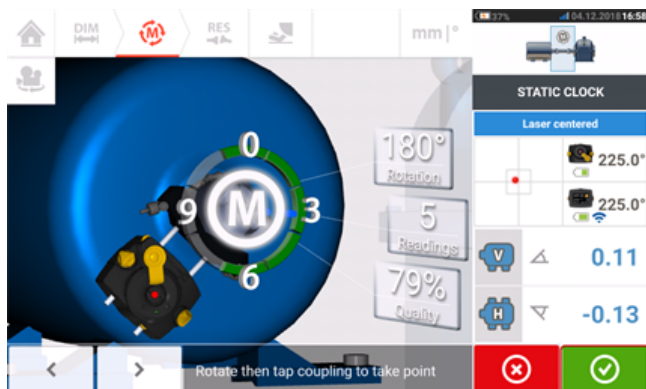 DIM
M
RES
mm | °
37%
04.12.2018 16:58
M
STATIC CLOCK
Laser centered
225.0°
225.0°
V
0.11
H
-0.13
0
9
M
3
6
180°
Rotation
5
Readings
79%
Quality
Rotate then tap coupling to take point